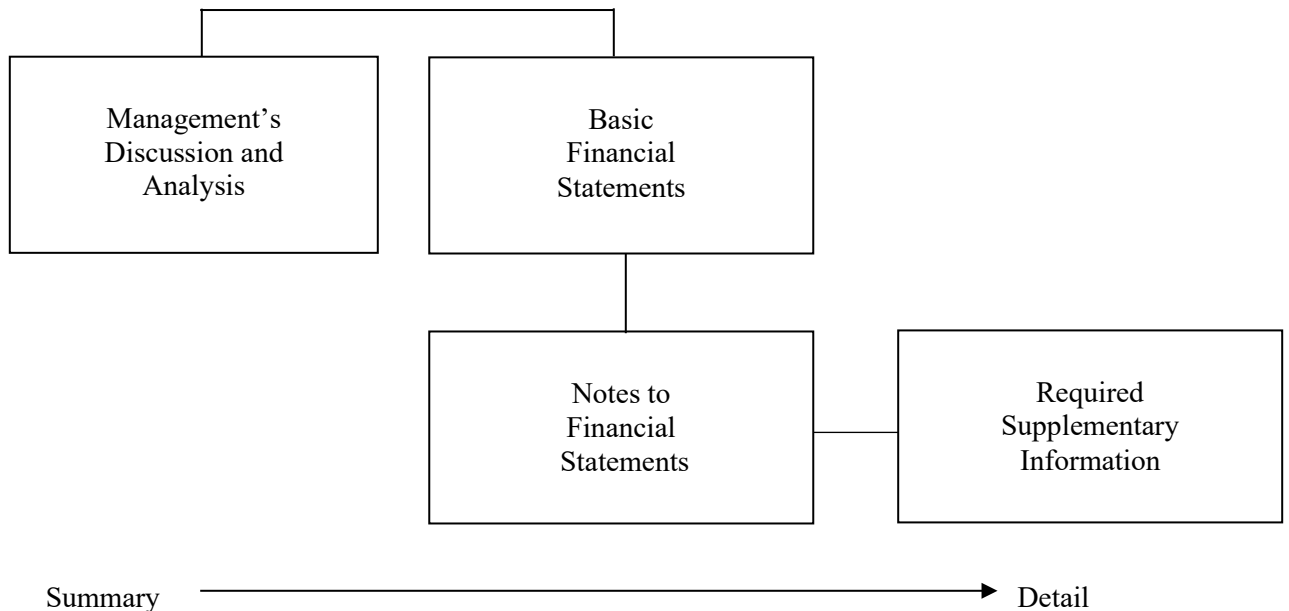 Management’s
Discussion and
Analysis
Basic
Financial
Statements
Notes to
Financial
Statements
Required
Supplementary
Information
Summary
Detail